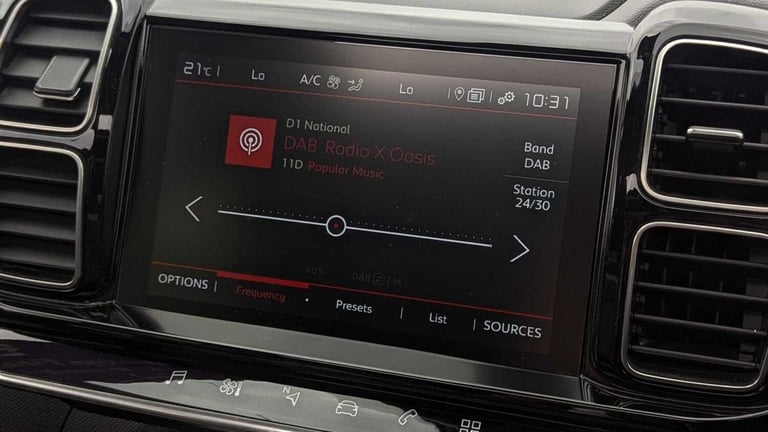 21°C Lo A/C Lo 10:31
D1 National
DAB Radio X Oasis
11D Popular Music
Band
DAB
Station
24/30
RDS DAB FM
OPTIONS Frequency Presets List SOURCES
N